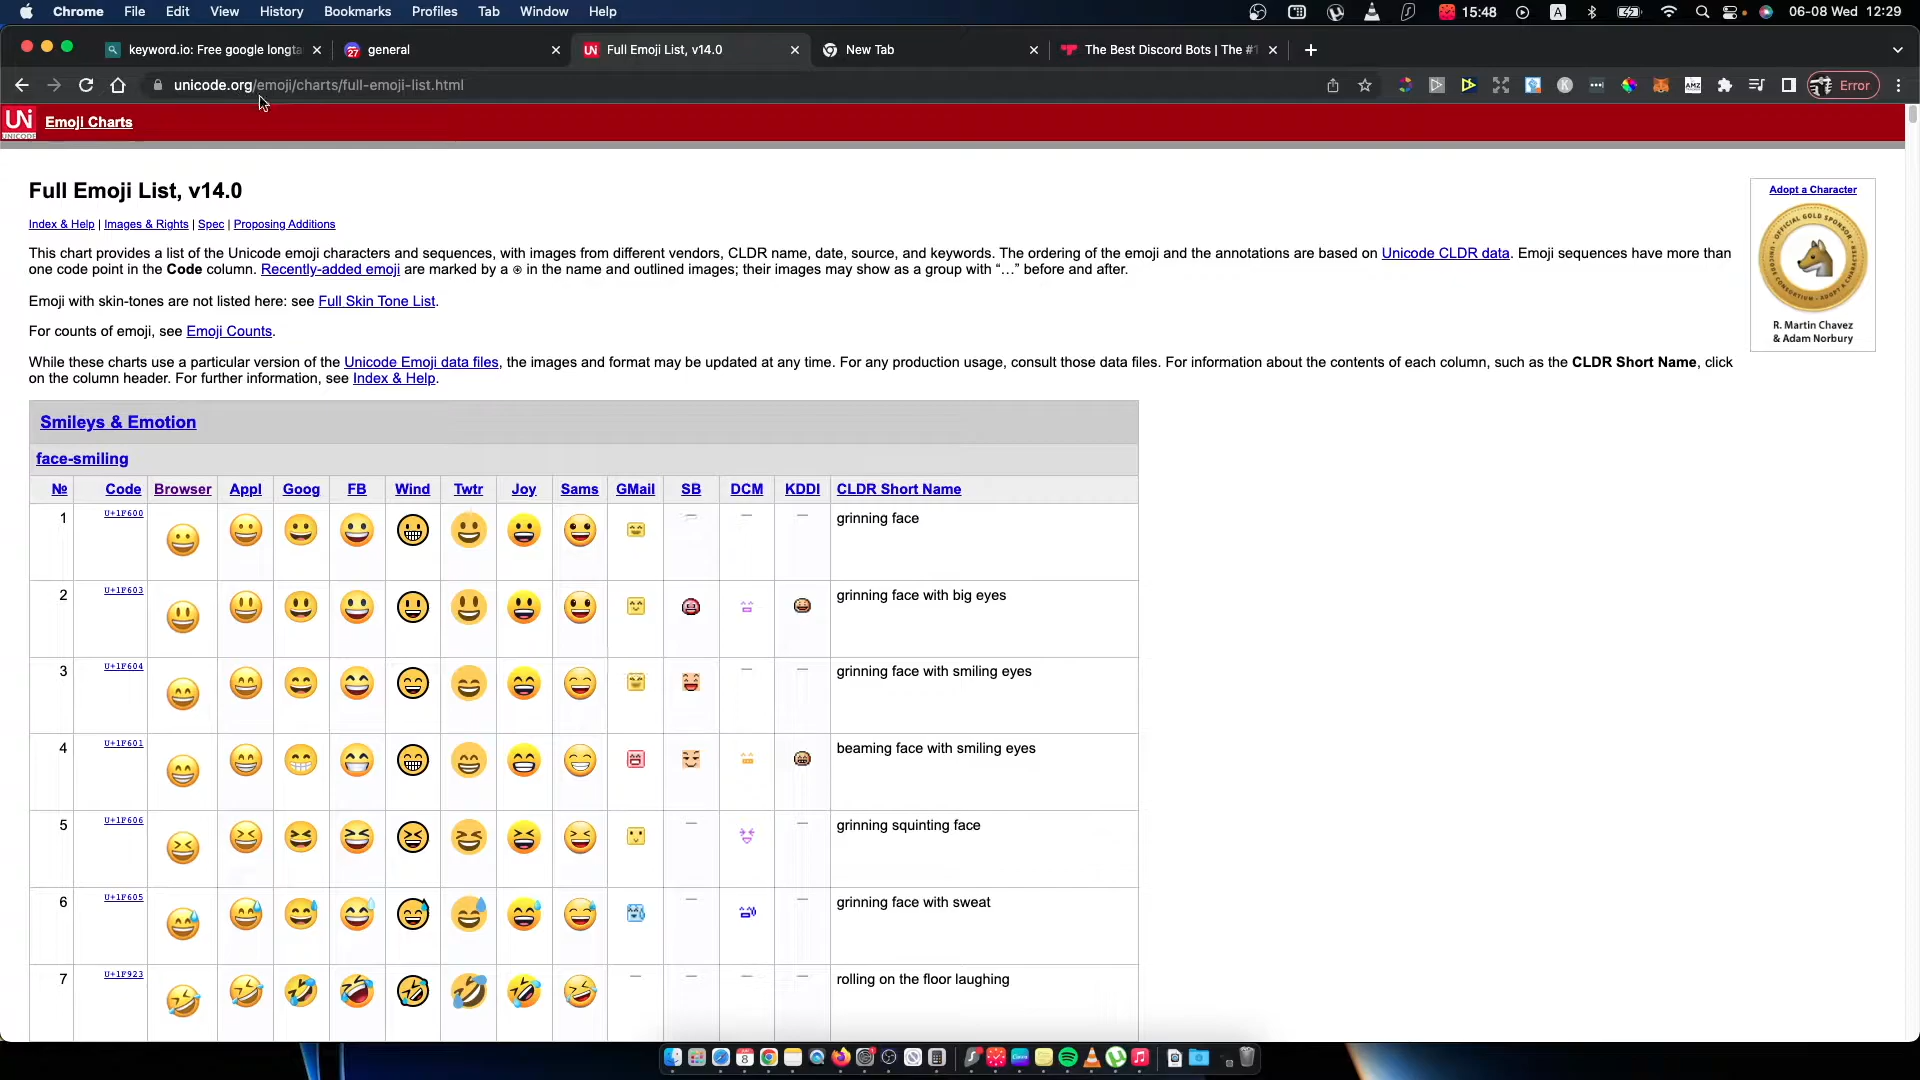 Chrome File Edit View History Bookmarks Profiles Tab Window Help 15:48 A 06-08 Wed 12:29
keyword.io: Free google longta general Full Emoji List, v14.0 New Tab The Best Discord Bots | The #1
27
unicode.org/emoji/charts/full-emoji-list.html K AMZ Error
UN Emoji Charts
UNICODE
Full Emoji List, v14.0
Adopt a Character
Index & Help | Images & Rights | Spec | Proposing Additions
This chart provides a list of the Unicode emoji characters and sequences, with images from different vendors, CLDR name, date, source, and keywords. The ordering of the emoji and the annotations are based on Unicode CLDR data. Emoji sequences have more than
one code point in the Code column. Recently-added emoji are marked by a ⊛ in the name and outlined images; their images may show as a group with “…” before and after.
OFFICIAL GOLD SPONSOR
UNICODE CONSORTIUM • ADOPT A CHARACTER
Emoji with skin-tones are not listed here: see Full Skin Tone List.
R. Martin Chavez
& Adam Norbury
For counts of emoji, see Emoji Counts.
While these charts use a particular version of the Unicode Emoji data files, the images and format may be updated at any time. For any production usage, consult those data files. For information about the contents of each column, such as the CLDR Short Name, click
on the column header. For further information, see Index & Help.
Smileys & Emotion
face-smiling
№ Code Browser Appl Goog FB Wind Twtr Joy Sams GMail SB DCM KDDI CLDR Short Name
1 U+1F600 — — — grinning face
2 U+1F603 grinning face with big eyes
3 U+1F604 — — grinning face with smiling eyes
4 U+1F601 beaming face with smiling eyes
5 U+1F606 — — grinning squinting face
6 U+1F605 — — grinning face with sweat
7 U+1F923 — — — — rolling on the floor laughing